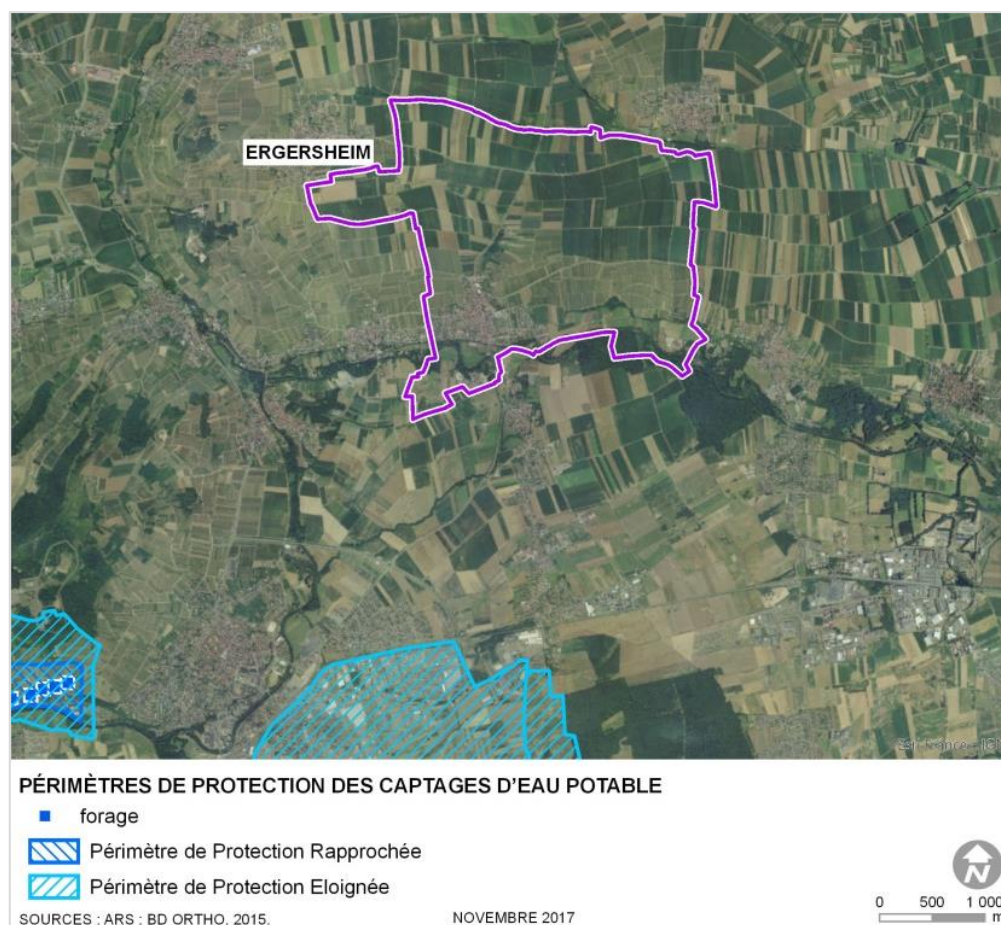 ERGERSHEIM
PÉRIMÈTRES DE PROTECTION DES CAPTAGES D'EAU POTABLE
forage
Périmètre de Protection Rapprochée
Périmètre de Protection Eloignée
N
0 500 1 000
m
SOURCES : ARS ; BD ORTHO, 2015.
NOVEMBRE 2017